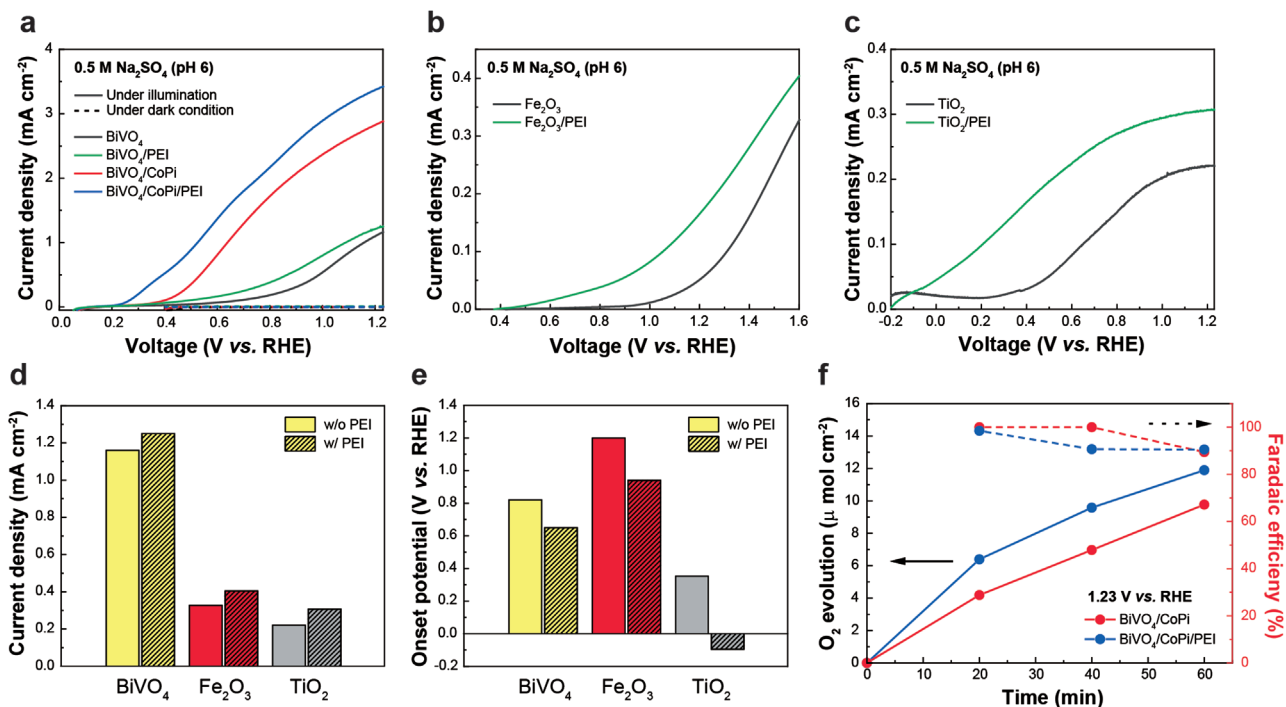 a
0.5 M Na₂SO₄ (pH 6)
Under illumination
Under dark condition
BiVO₄
BiVO₄/PEI
BiVO₄/CoPi
BiVO₄/CoPi/PEI
Current density (mA cm⁻²)
4
3
2
1
0
0.0 0.2 0.4 0.6 0.8 1.0 1.2
Voltage (V vs. RHE)
b
0.5 M Na₂SO₄ (pH 6)
Fe₂O₃
Fe₂O₃/PEI
Current density (mA cm⁻²)
0.4
0.3
0.2
0.1
0.0
0.4 0.6 0.8 1.0 1.2 1.4 1.6
Voltage (V vs. RHE)
c
0.5 M Na₂SO₄ (pH 6)
TiO₂
TiO₂/PEI
Current density (mA cm⁻²)
0.4
0.3
0.2
0.1
0.0
-0.2 0.0 0.2 0.4 0.6 0.8 1.0 1.2
Voltage (V vs. RHE)
d
w/o PEI
w/ PEI
Current density (mA cm⁻²)
1.4
1.2
1.0
0.8
0.6
0.4
0.2
0.0
BiVO₄ Fe₂O₃ TiO₂
e
w/o PEI
w/ PEI
Onset potential (V vs. RHE)
1.4
1.2
1.0
0.8
0.6
0.4
0.2
0.0
-0.2
BiVO₄ Fe₂O₃ TiO₂
f
O₂ evolution (μ mol cm⁻²)
16
14
12
10
8
6
4
2
0
1.23 V vs. RHE
BiVO₄/CoPi
BiVO₄/CoPi/PEI
0 10 20 30 40 50 60
Time (min)
110
100
90
80
70
60
50
40
30
20
10
0
Faradaic efficieny (%)